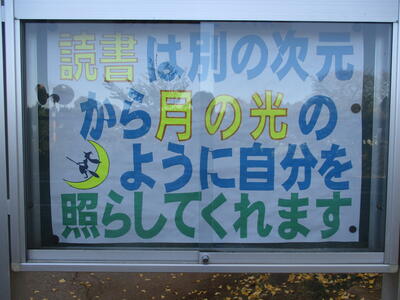 読書は別の次元
から月の光の
ように自分を
照らしてくれます